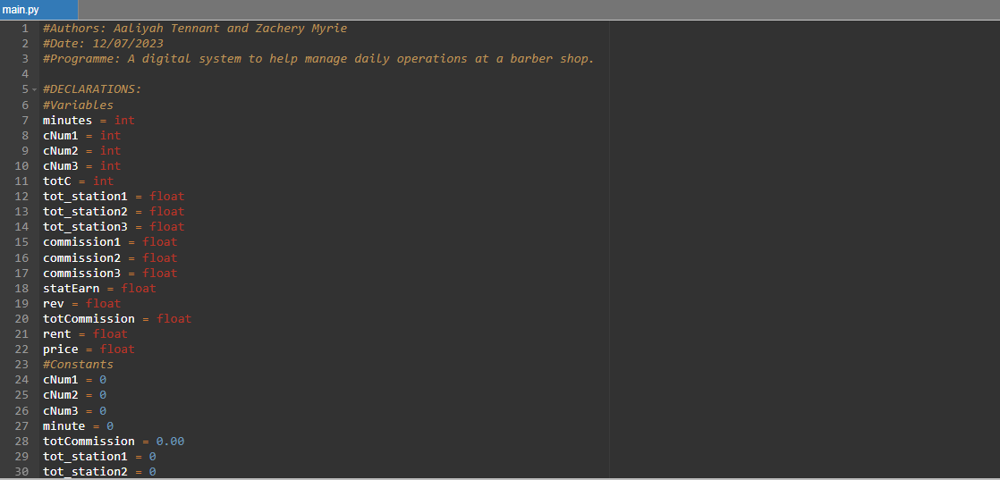 main.py
1 #Authors: Aaliyah Tennant and Zachery Myrie
2 #Date: 12/07/2023
3 #Programme: A digital system to help manage daily operations at a barber shop.
4
5 #DECLARATIONS:
6 #Variables
7 minutes = int
8 cNum1 = int
9 cNum2 = int
10 cNum3 = int
11 totC = int
12 tot_station1 = float
13 tot_station2 = float
14 tot_station3 = float
15 commission1 = float
16 commission2 = float
17 commission3 = float
18 statEarn = float
19 rev = float
20 totCommission = float
21 rent = float
22 price = float
23 #Constants
24 cNum1 = 0
25 cNum2 = 0
26 cNum3 = 0
27 minute = 0
28 totCommission = 0.00
29 tot_station1 = 0
30 tot_station2 = 0